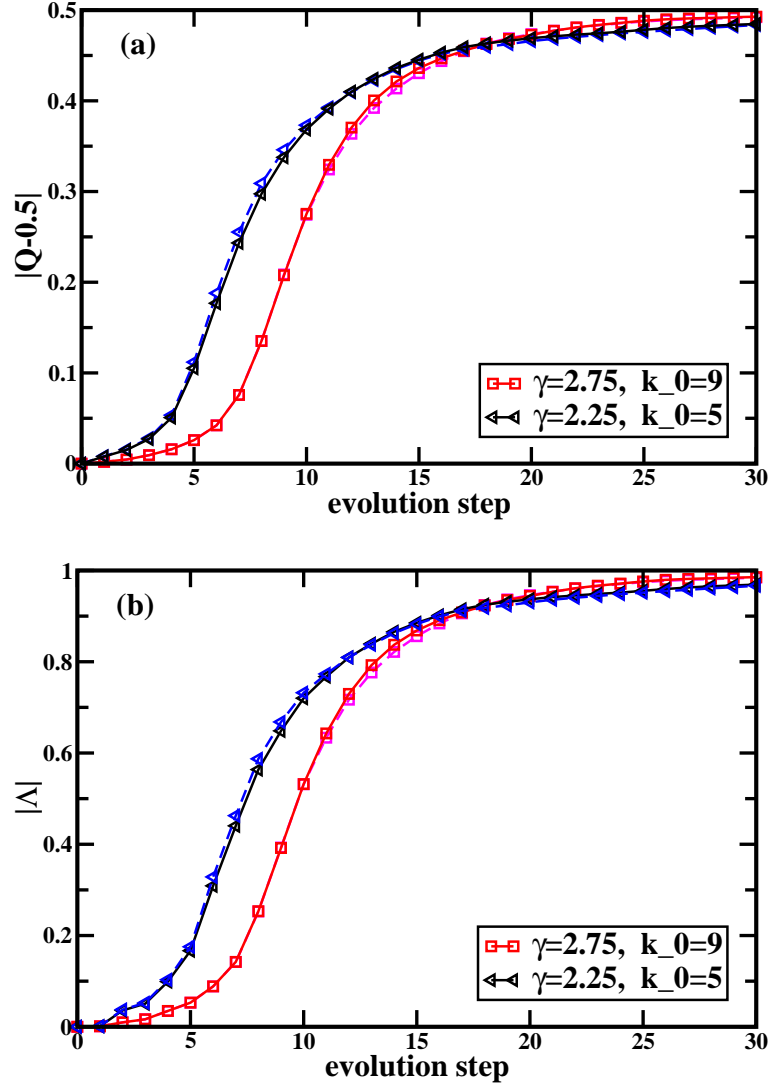 0.5
(a)
0.4
0.3
|Q-0.5|
0.2
0.1
γ=2.75, k_0=9
γ=2.25, k_0=5
0
0 5 10 15 20 25 30
evolution step
1
(b)
0.8
0.6
|Λ|
0.4
0.2
γ=2.75, k_0=9
γ=2.25, k_0=5
0
0 5 10 15 20 25 30
evolution step